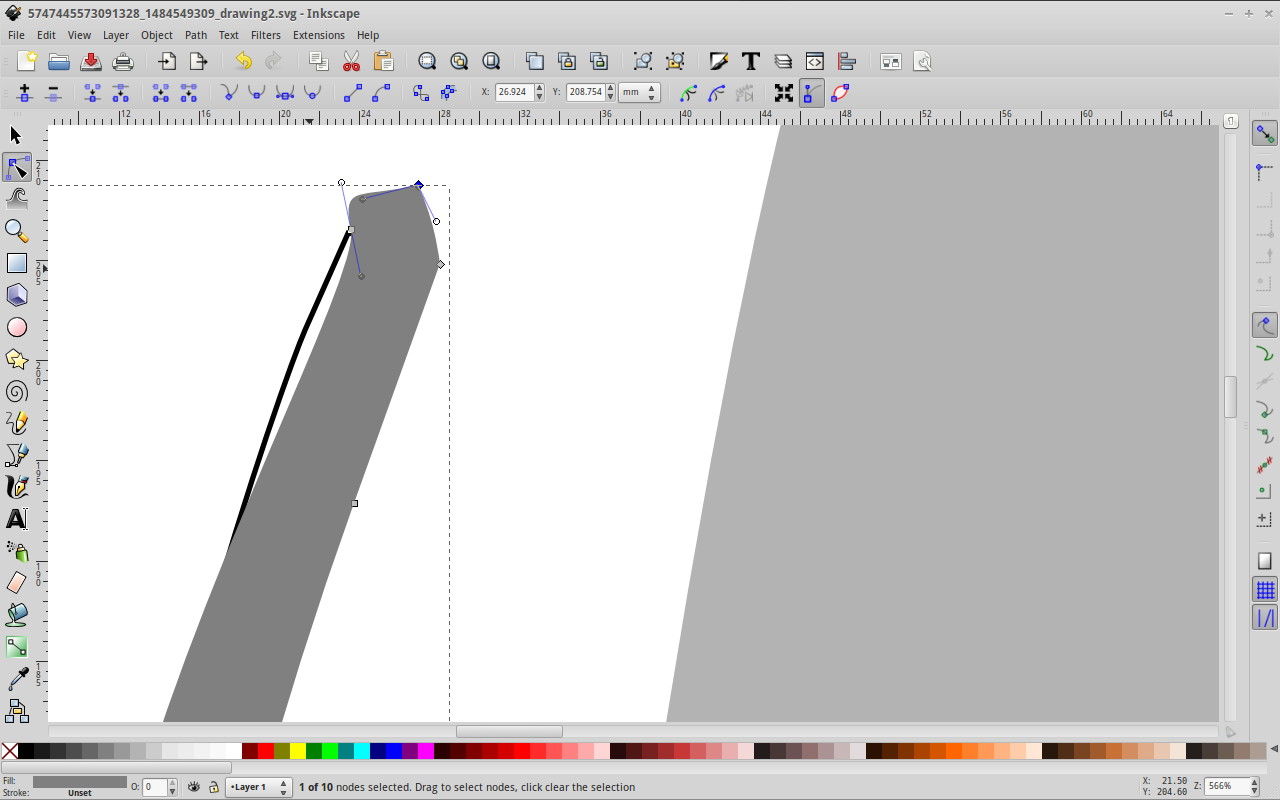 5747445573091328_1484549309_drawing2.svg - Inkscape
File Edit View Layer Object Path Text Filters Extensions Help
X: 26.924 Y: 208.754 mm
12 16 20 24 28 32 36 40 44 48 52 56 60 64
210
205
200
195
190
185
Fill:
Stroke: Unset
O: 0
•Layer 1
1 of 10 nodes selected. Drag to select nodes, click clear the selection
X: 21.50
Y: 204.60
Z: 566%